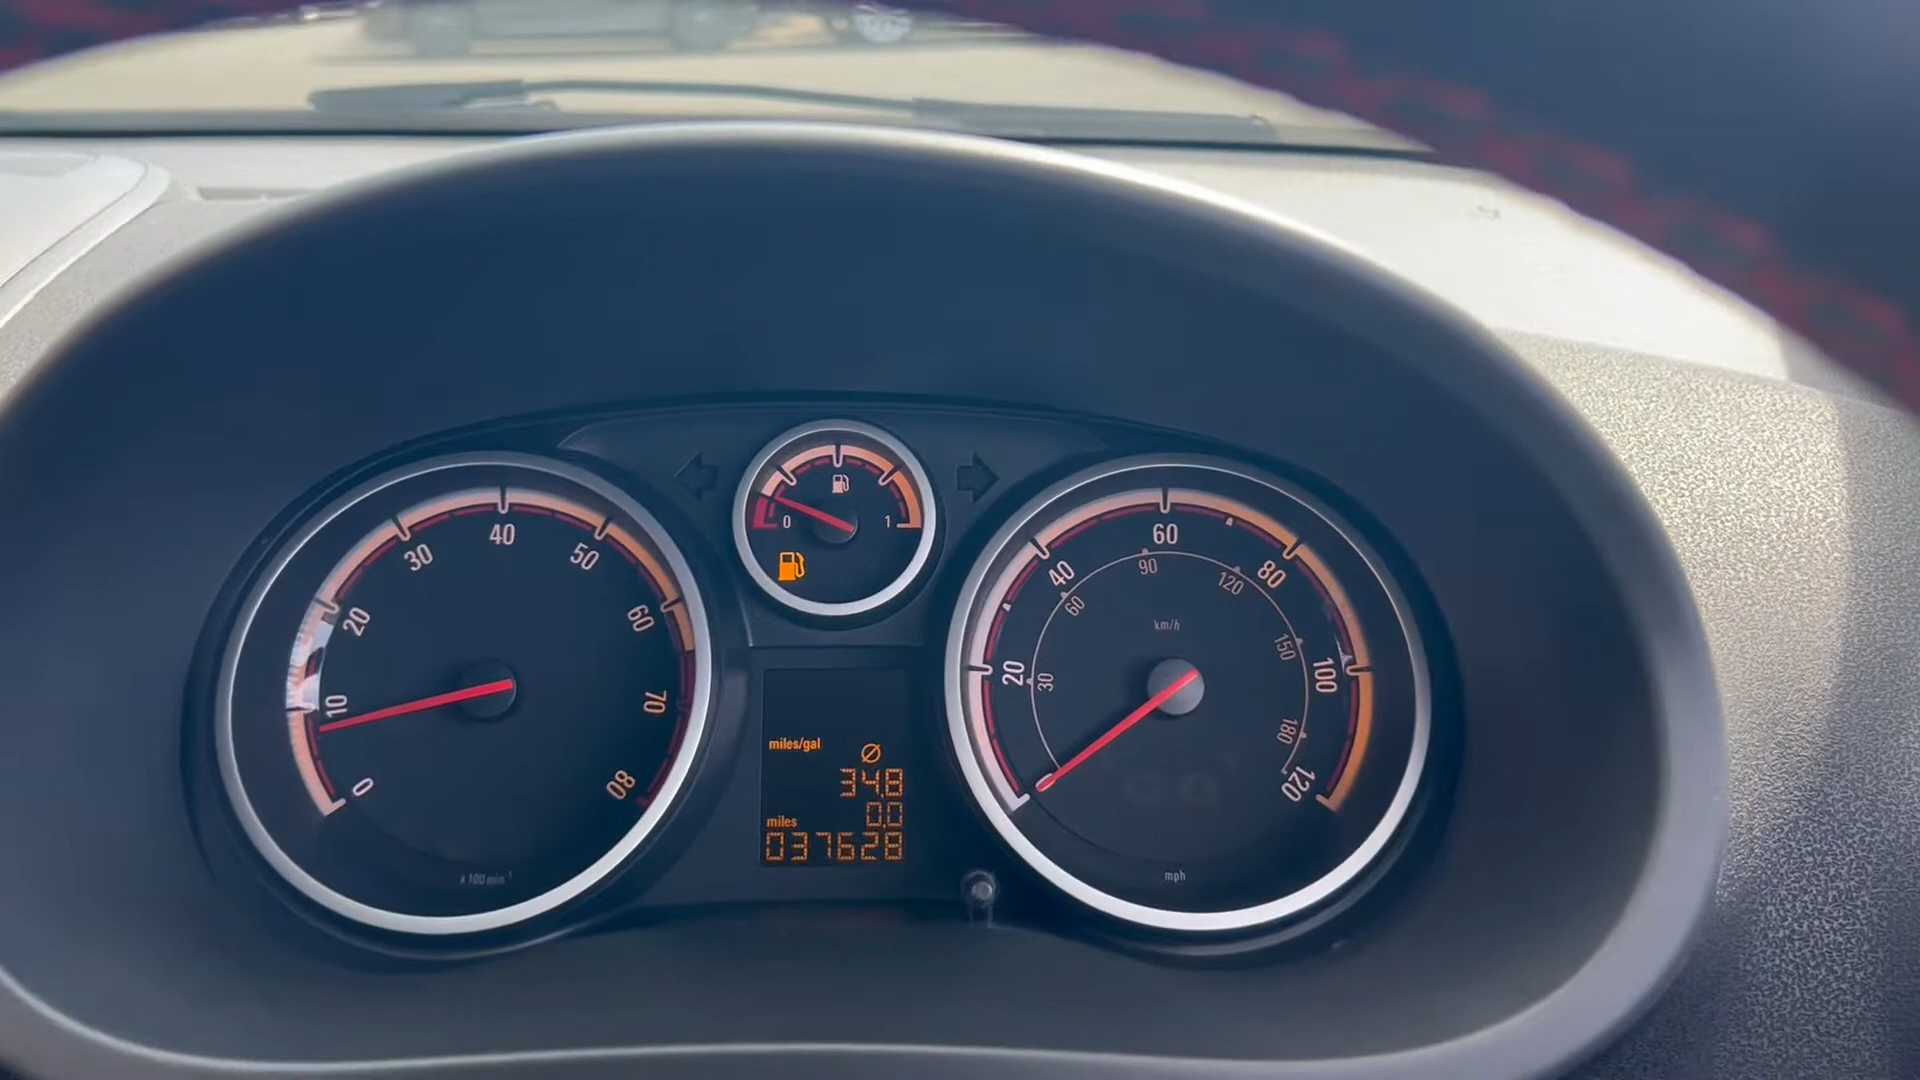 0 10 20 30 40 50 60 70 80
x 100 min⁻¹
0 1
miles/gal Ø
34.8
0.0
miles
037628
20 40 60 80 100 120
30 60 90 120 150 180
km/h
mph